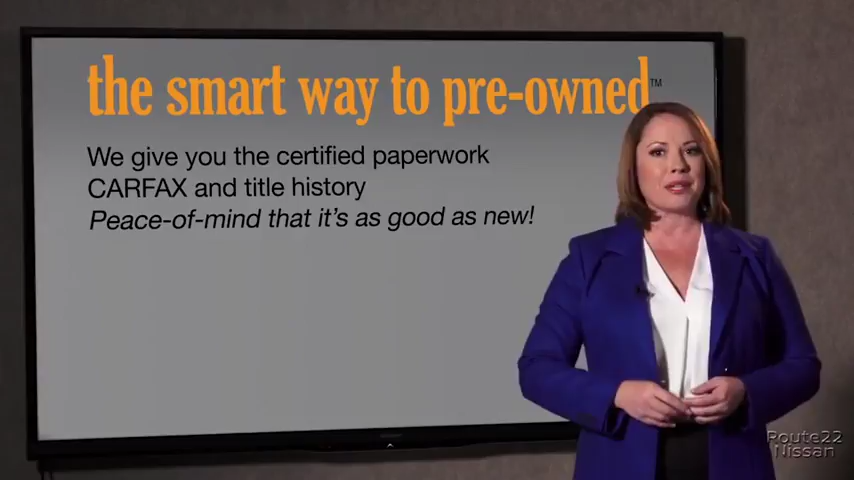 the smart way to pre-owned™
We give you the certified paperwork
CARFAX and title history
Peace-of-mind that it's as good as new!
Route22
Nissan